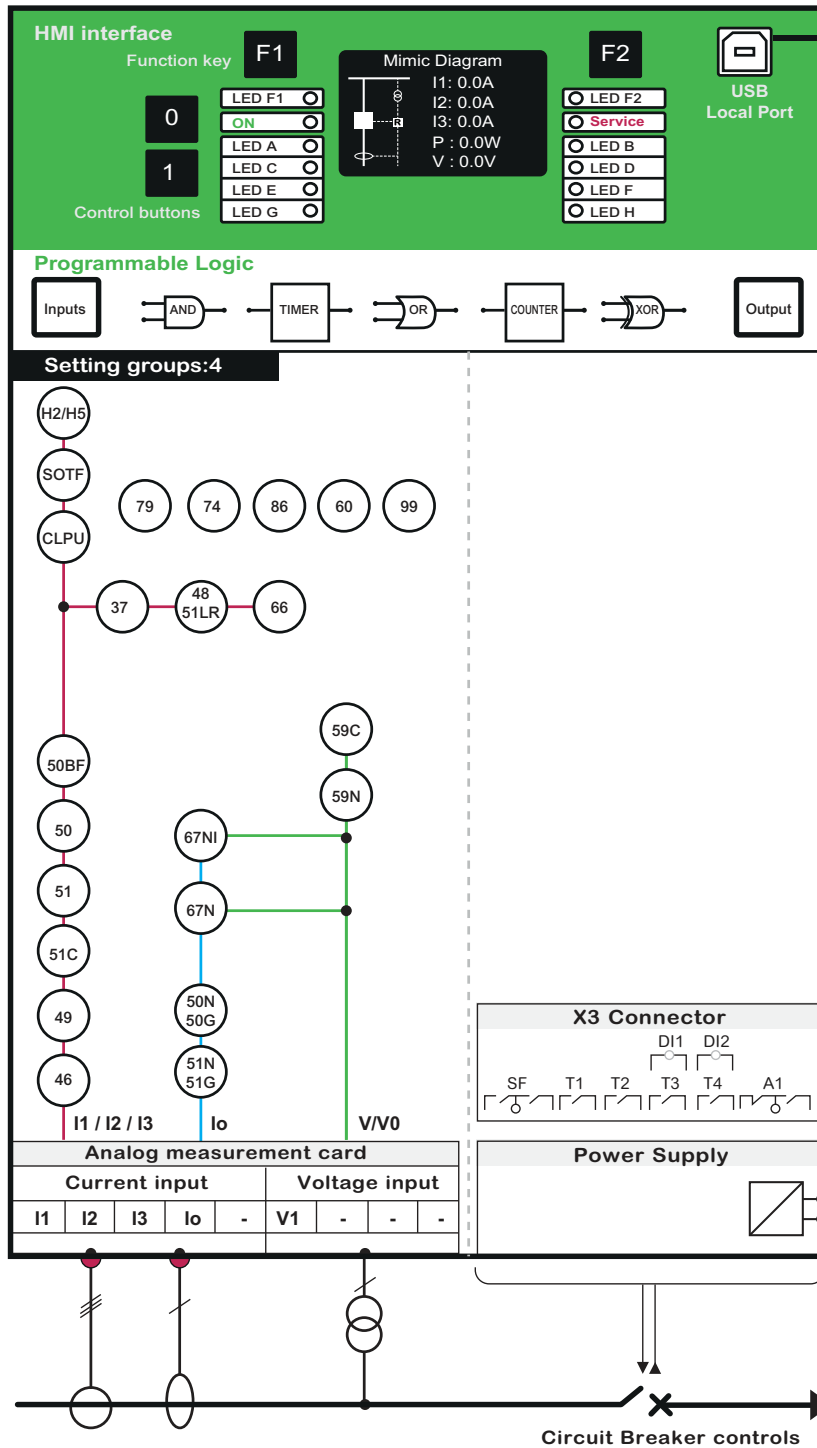 HMI interface
Function key
F1
F2
USB
Local Port
Mimic Diagram
I1: 0.0A
I2: 0.0A
I3: 0.0A
P : 0.0W
V : 0.0V
R
0
1
Control buttons
LED F1
ON
LED A
LED C
LED E
LED G
LED F2
Service
LED B
LED D
LED F
LED H
Programmable Logic
Inputs
AND
TIMER
OR
COUNTER
XOR
Output
Setting groups:4
H2/H5
SOTF
CLPU
79
74
86
60
99
37
48
51LR
66
59C
59N
50BF
50
51
51C
49
46
67NI
67N
50N
50G
51N
51G
I1 / I2 / I3
Io
V/V0
X3 Connector
DI1 DI2
SF T1 T2 T3 T4 A1
Analog measurement card
Current input
Voltage input
I1 I2 I3 Io - V1 - - -
Power Supply
Circuit Breaker controls